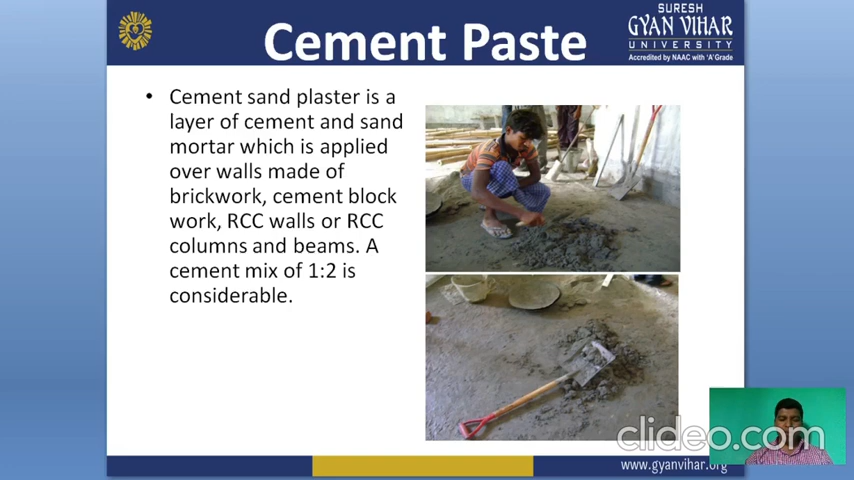 SURESH
GYAN VIHAR
UNIVERSITY
Accredited by NAAC with 'A' Grade
Cement Paste
• Cement sand plaster is a
layer of cement and sand
mortar which is applied
over walls made of
brickwork, cement block
work, RCC walls or RCC
columns and beams. A
cement mix of 1:2 is
considerable.
clideo.com
www.gyanvihar.org